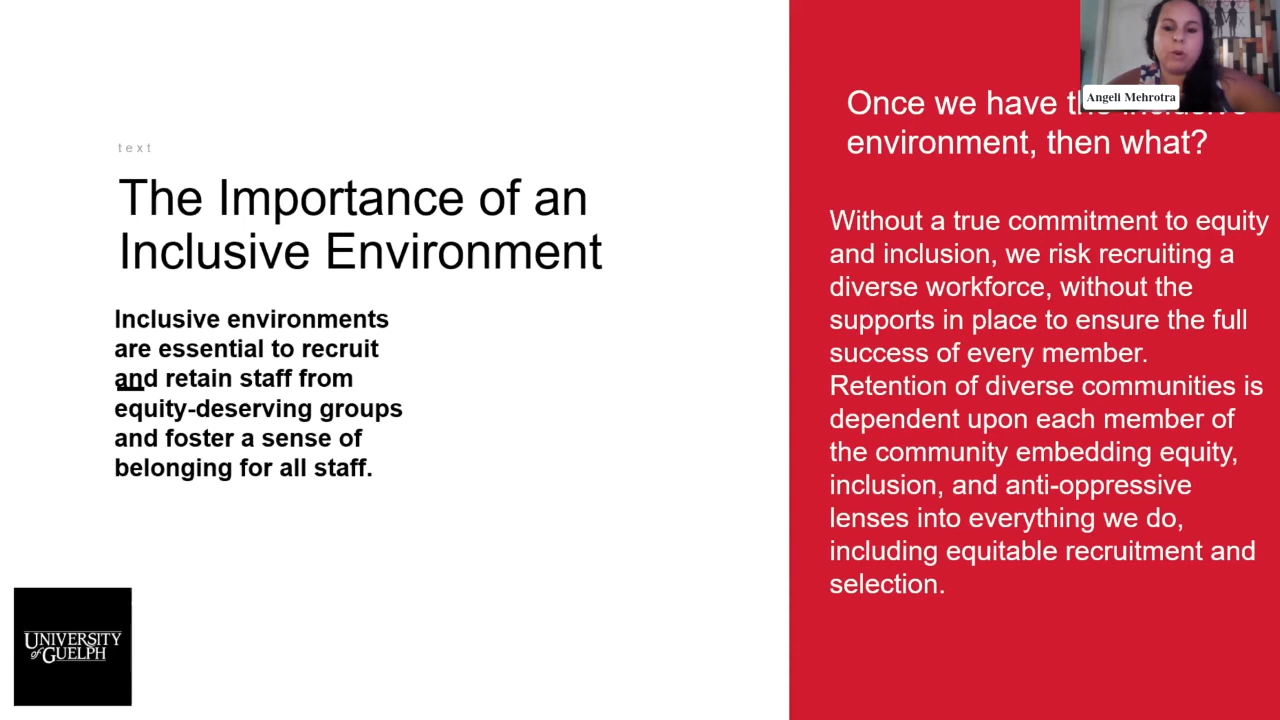 text
The Importance of an
Inclusive Environment
Inclusive environments
are essential to recruit
and retain staff from
equity-deserving groups
and foster a sense of
belonging for all staff.
UNIVERSITY
of GUELPH
Angeli Mehrotra
Once we have
environment, then what?
Without a true commitment to equity
and inclusion, we risk recruiting a
diverse workforce, without the
supports in place to ensure the full
success of every member.
Retention of diverse communities is
dependent upon each member of
the community embedding equity,
inclusion, and anti-oppressive
lenses into everything we do,
including equitable recruitment and
selection.